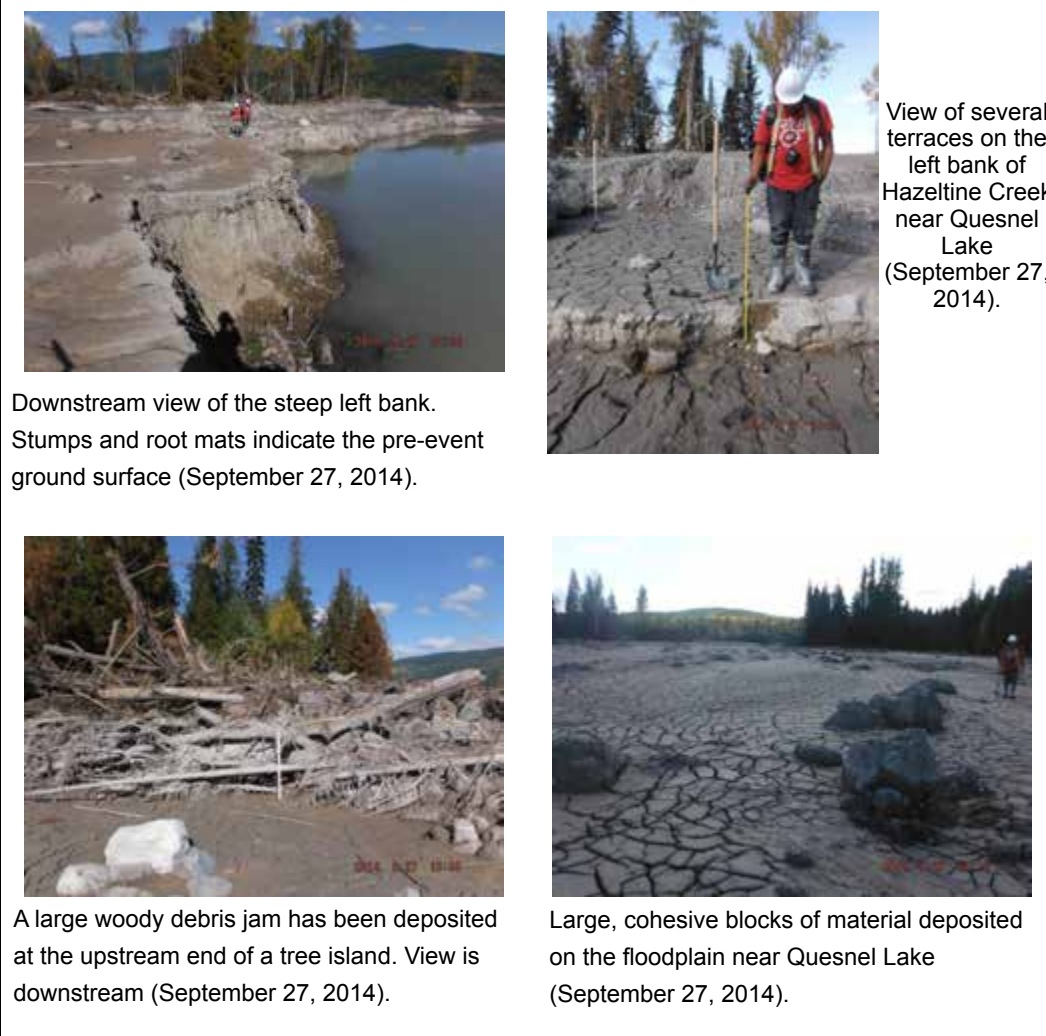 View of several
terraces on the
left bank of
Hazeltine Creek
near Quesnel
Lake
(September 27,
2014).
Downstream view of the steep left bank.
Stumps and root mats indicate the pre-event
ground surface (September 27, 2014).
A large woody debris jam has been deposited
at the upstream end of a tree island. View is
downstream (September 27, 2014).
Large, cohesive blocks of material deposited
on the floodplain near Quesnel Lake
(September 27, 2014).